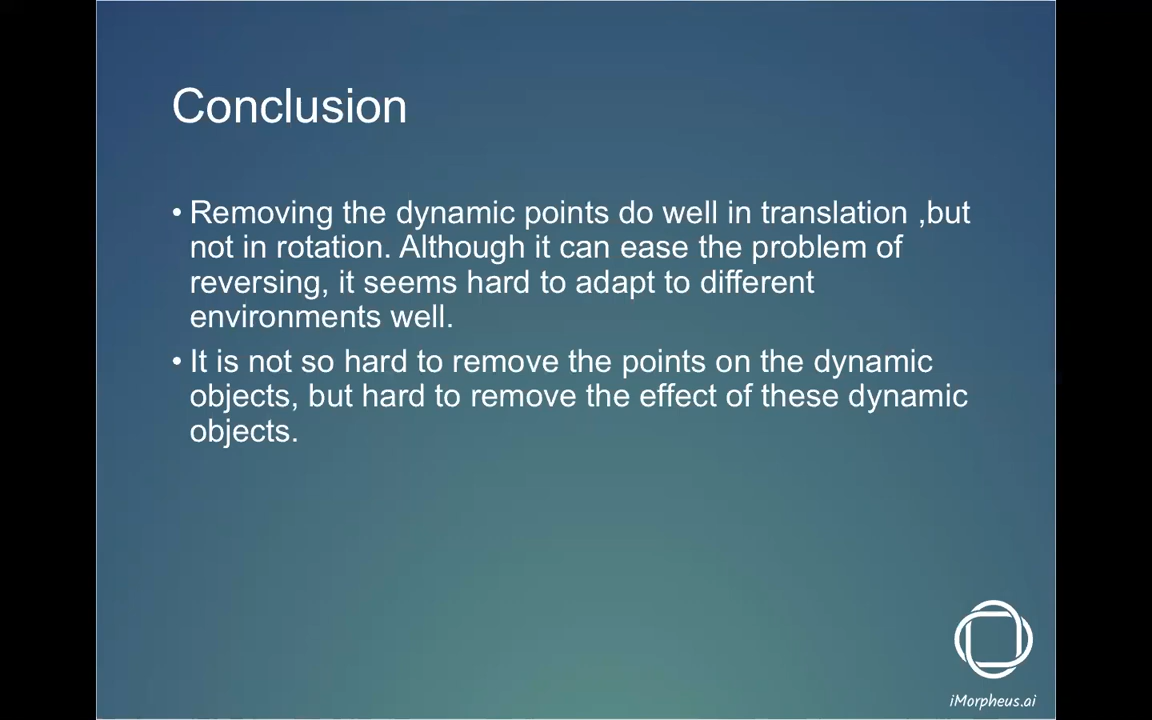 Conclusion
• Removing the dynamic points do well in translation ,but
not in rotation. Although it can ease the problem of
reversing, it seems hard to adapt to different
environments well.
• It is not so hard to remove the points on the dynamic
objects, but hard to remove the effect of these dynamic
objects.
iMorpheus.ai